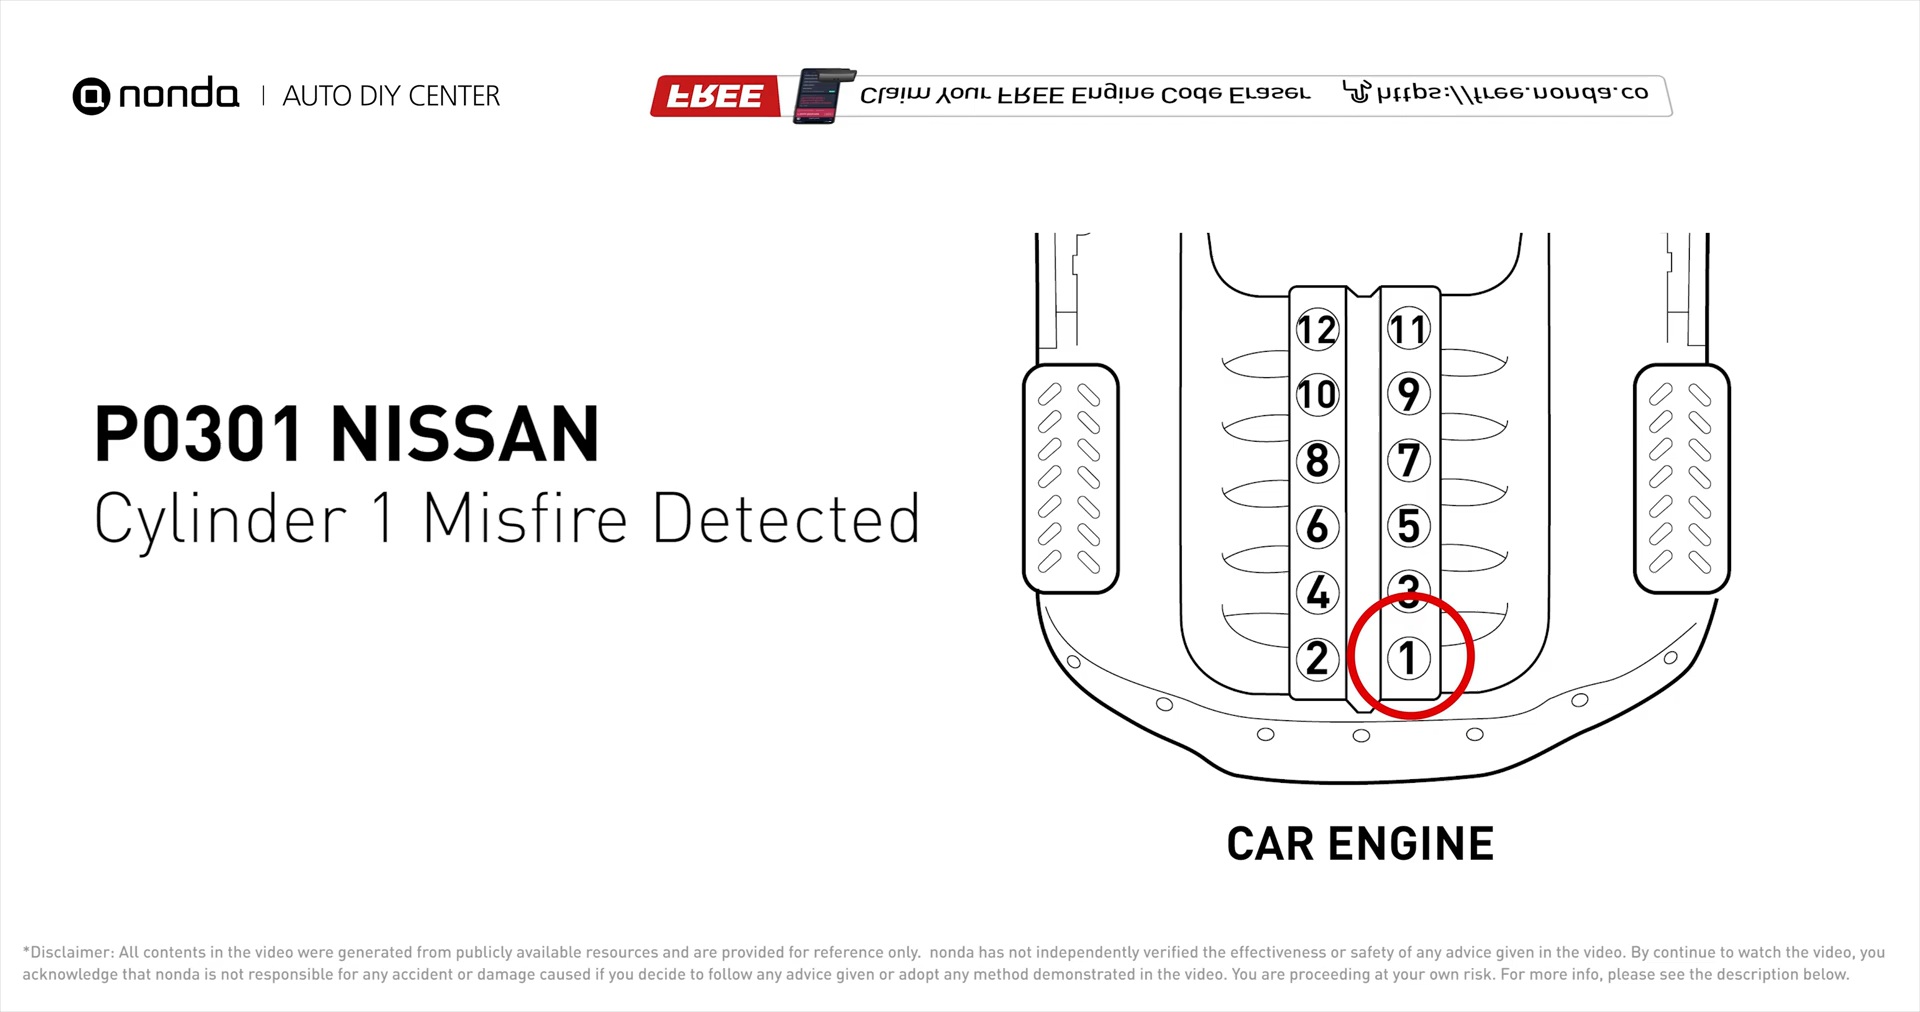 nonda | AUTO DIY CENTER
FREE Claim Your FREE Engine Code Eraser https://free.nonda.co
P0301 NISSAN
Cylinder 1 Misfire Detected
12 11
10 9
8 7
6 5
4 3
2 1
CAR ENGINE
*Disclaimer: All contents in the video were generated from publicly available resources and are provided for reference only. nonda has not independently verified the effectiveness or safety of any advice given in the video. By continue to watch the video, you
acknowledge that nonda is not responsible for any accident or damage caused if you decide to follow any advice given or adopt any method demonstrated in the video. You are proceeding at your own risk. For more info, please see the description below.